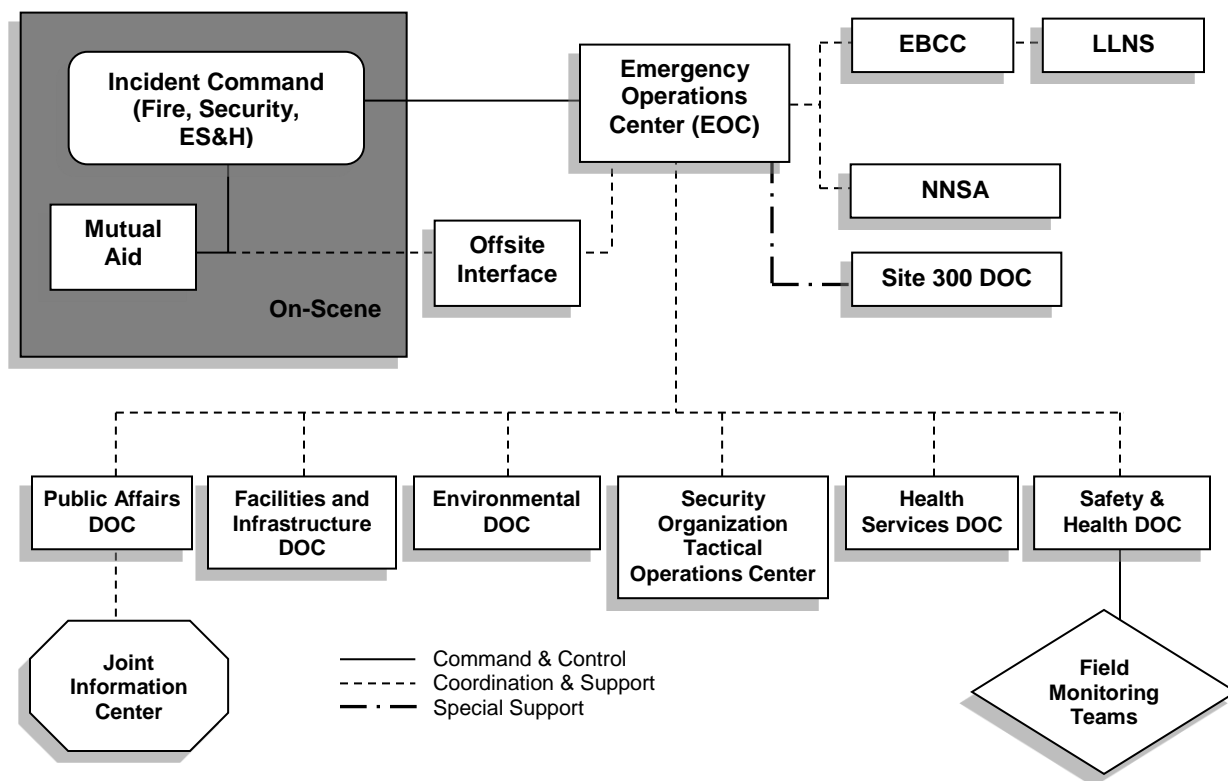 Incident Command
(Fire, Security,
ES&H)
Mutual
Aid
On-Scene
Offsite
Interface
Emergency
Operations
Center (EOC)
EBCC
LLNS
NNSA
Site 300 DOC
Public Affairs
DOC
Facilities and
Infrastructure
DOC
Environmental
DOC
Security
Organization
Tactical
Operations Center
Health
Services DOC
Safety &
Health DOC
Joint
Information
Center
Command & Control
Coordination & Support
Special Support
Field
Monitoring
Teams